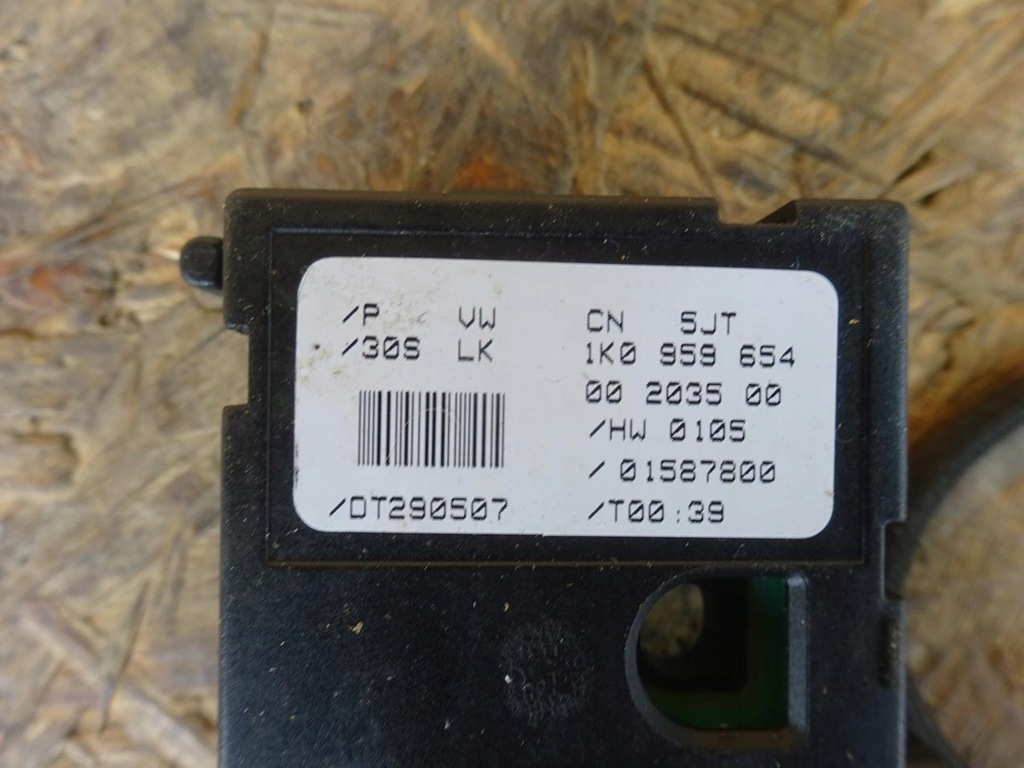 /P VW CN 5JT
/30S LK 1K0 959 654
00 2035 00
/HW 0105
/ 01587800
/DT290507 /T00:39